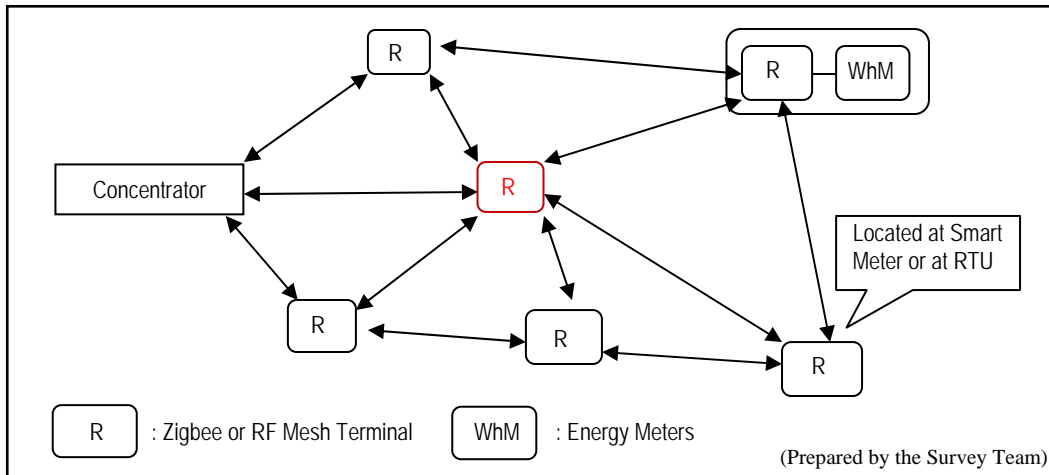 R
R WhM
Concentrator
R
Located at Smart
Meter or at RTU
R
R
R
R : Zigbee or RF Mesh Terminal
WhM : Energy Meters
(Prepared by the Survey Team)